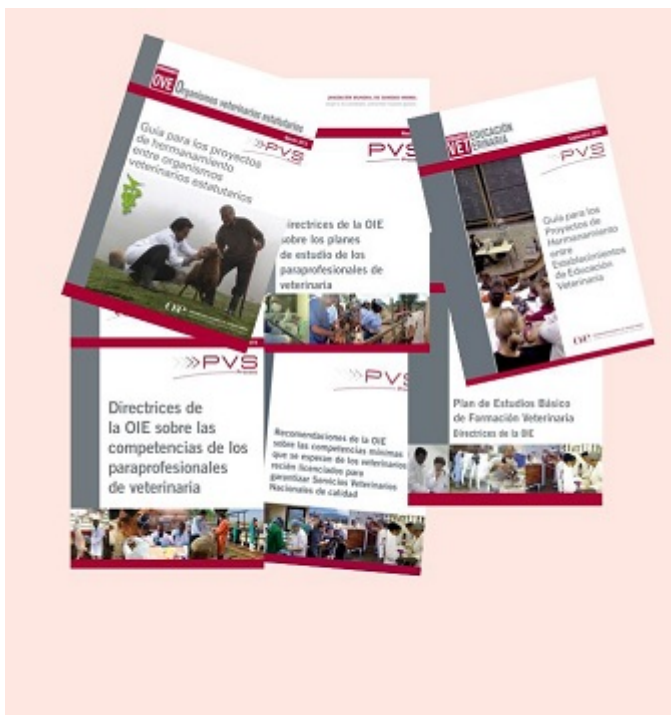 OVE Organismos veterinarios estatutarios
PVS
Guía para los proyectos
de hermanamiento
entre organismos
veterinarios estatutarios
OIE
PVS
Directrices de la OIE
sobre los planes
de estudio de los
paraprofesionales de
veterinaria
VET EDUCACIÓN
VETERINARIA
PVS
Guía para los
Proyectos de
Hermanamiento
entre
Establecimientos
de Educación
Veterinaria
OIE
PVS
Directrices de
la OIE sobre las
competencias de los
paraprofesionales
de veterinaria
PVS
Recomendaciones de la OIE
sobre las competencias mínimas
que se esperan de los veterinarios
recién licenciados para
garantizar Servicios Veterinarios
Nacionales de calidad
Plan de Estudios Básico
de Formación Veterinaria
Directrices de la OIE